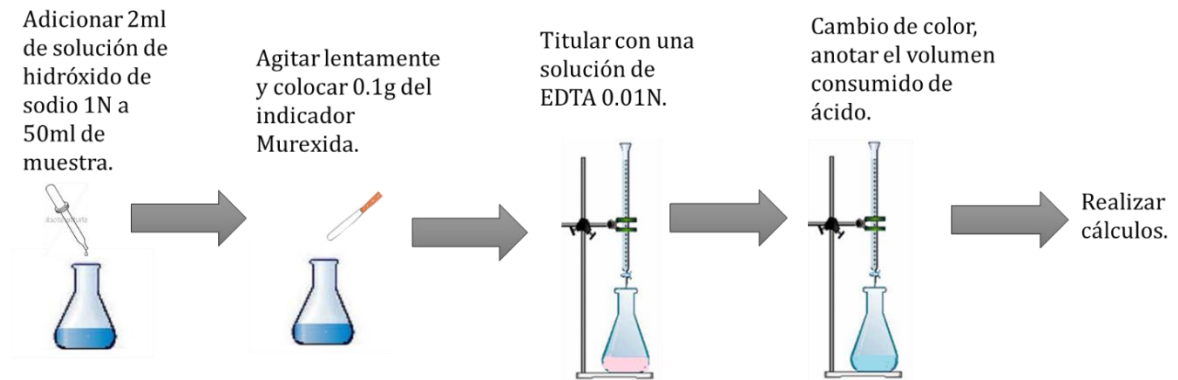 Adicionar 2ml
de solución de
hidróxido de
sodio 1N a
50ml de
muestra.
Agitar lentamente
y colocar 0.1g del
indicador
Murexida.
Titular con una
solución de
EDTA 0.01N.
Cambio de color,
anotar el volumen
consumido de
ácido.
Realizar
cálculos.